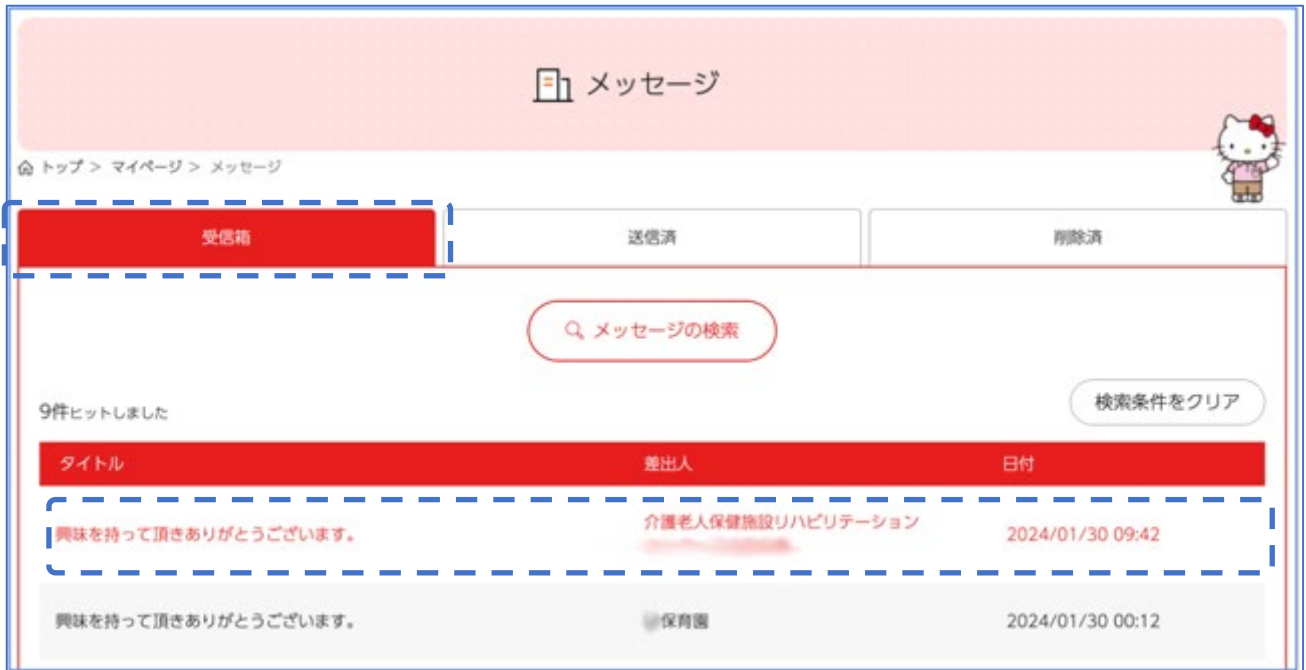 メッセージ
トップ > マイページ > メッセージ
受信箱 送信済 削除済
メッセージの検索
9件ヒットしました 検索条件をクリア
タイトル 差出人 日付
興味を持って頂きありがとうございます。 介護老人保健施設リハビリテーション 2024/01/30 09:42
興味を持って頂きありがとうございます。 保育園 2024/01/30 00:12